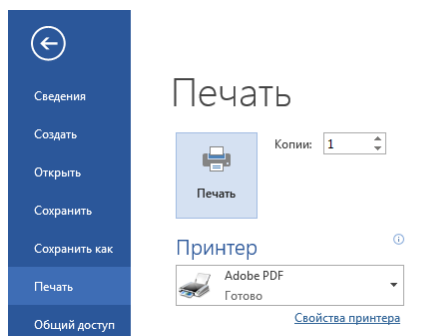 Сведения
Создать
Открыть
Сохранить
Сохранить как
Печать
Общий доступ
Печать
Печать
Копии: 1
Принтер
Adobe PDF
Готово
Свойства принтера